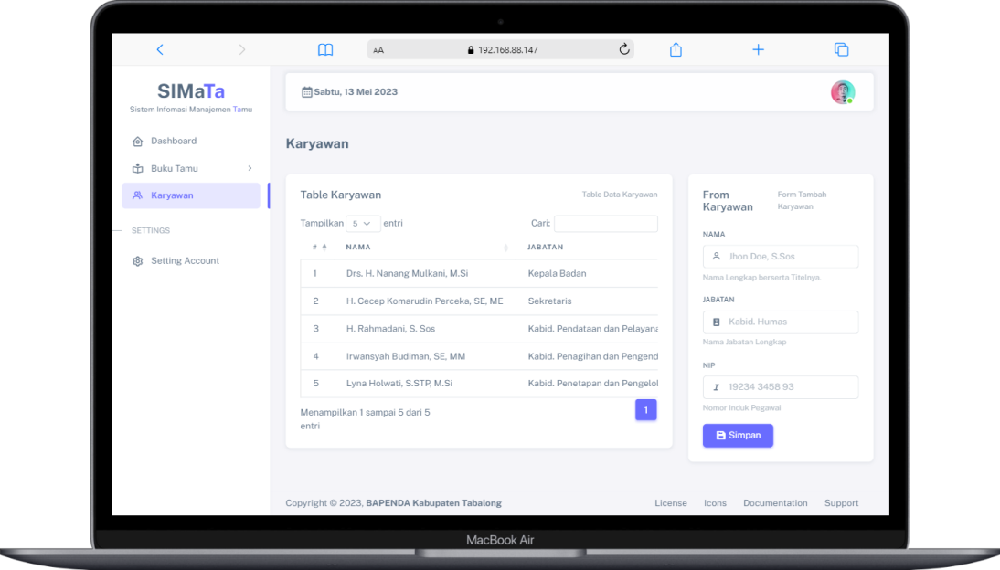 AA 192.168.88.147
SIMaTa
Sistem Infomasi Manajemen Tamu
Dashboard
Buku Tamu
Karyawan
SETTINGS
Setting Account
Sabtu, 13 Mei 2023
Karyawan
Table Karyawan Table Data Karyawan
Tampilkan 5 entri Cari:
# NAMA JABATAN
1 Drs. H. Nanang Mulkani, M.Si Kepala Badan
2 H. Cecep Komarudin Perceka, SE, ME Sekretaris
3 H. Rahmadani, S. Sos Kabid. Pendataan dan Pelayana
4 Irwansyah Budiman, SE, MM Kabid. Penagihan dan Pengend
5 Lyna Holwati, S.STP, M.Si Kabid. Penetapan dan Pengelol
Menampilkan 1 sampai 5 dari 5
entri
1
From
Karyawan
Form Tambah
Karyawan
NAMA
Jhon Doe, S.Sos
Nama Lengkap berserta Titelnya.
JABATAN
Kabid. Humas
Nama Jabatan Lengkap
NIP
19234 3458 93
Nomor Induk Pegawai
Simpan
Copyright © 2023, BAPENDA Kabupaten Tabalong License Icons Documentation Support
MacBook Air